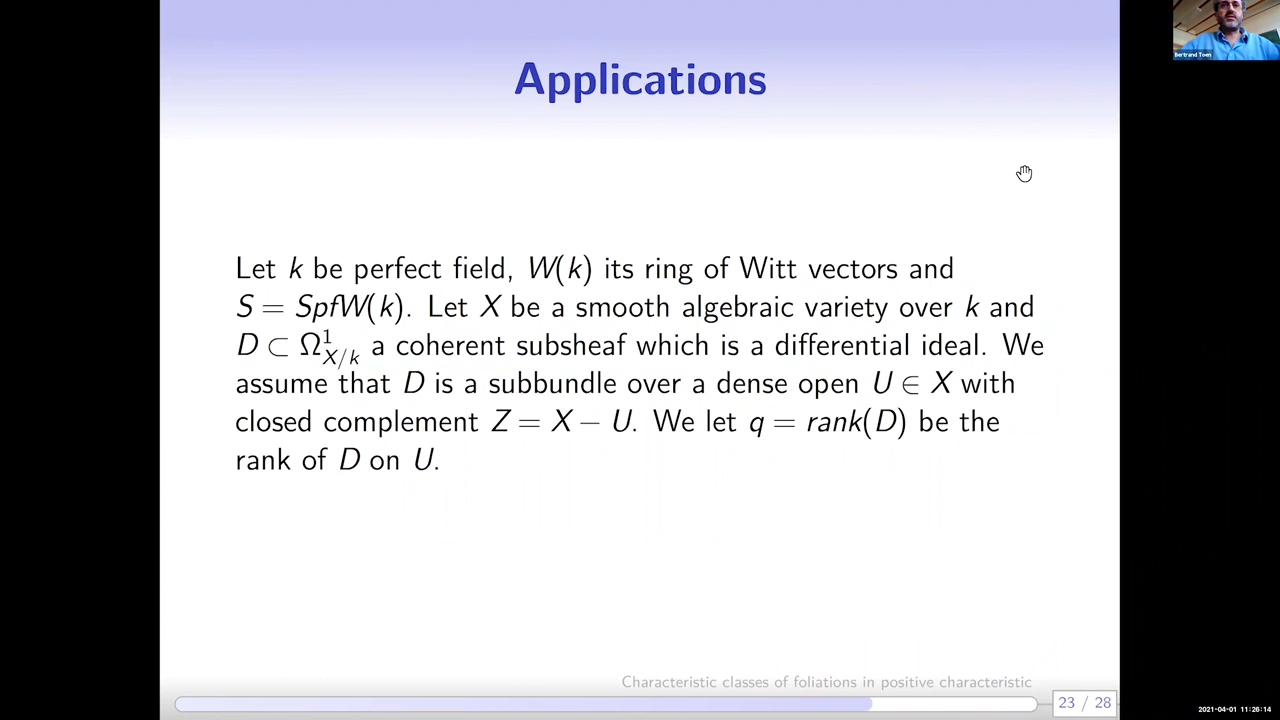 Applications
Bertrand Toen
Let k be perfect field, W(k) its ring of Witt vectors and
S = SpfW(k). Let X be a smooth algebraic variety over k and
D ⊂ Ω¹_{X/k} a coherent subsheaf which is a differential ideal. We
assume that D is a subbundle over a dense open U ∈ X with
closed complement Z = X − U. We let q = rank(D) be the
rank of D on U.
Characteristic classes of foliations in positive characteristic
23 / 28
2021-04-01 11:26:14